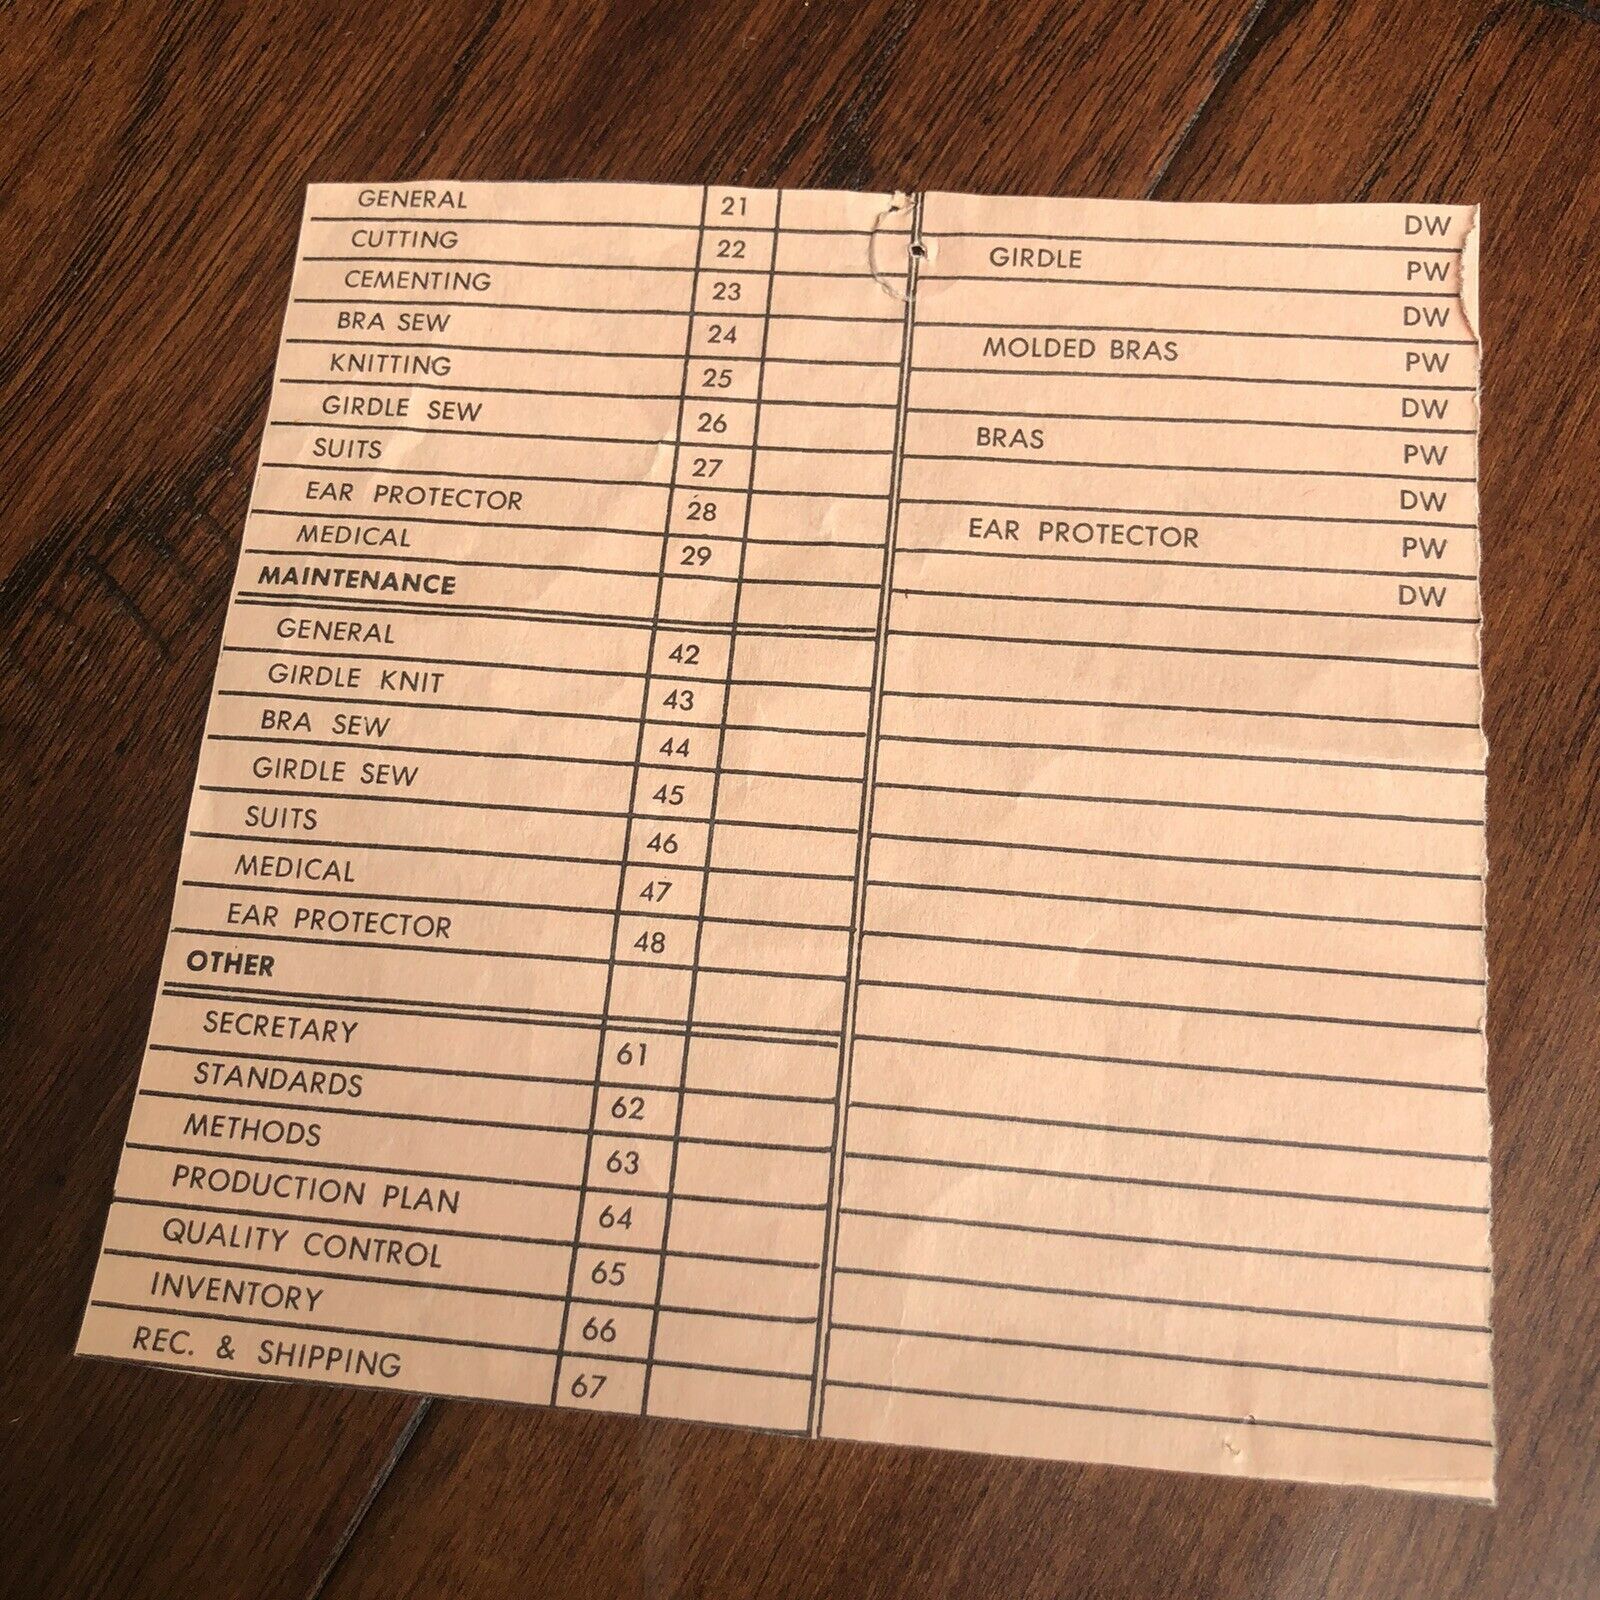 GENERAL 21
CUTTING 22
CEMENTING 23
BRA SEW 24
KNITTING 25
GIRDLE SEW 26
SUITS 27
EAR PROTECTOR 28
MEDICAL 29
MAINTENANCE
GENERAL 42
GIRDLE KNIT 43
BRA SEW 44
GIRDLE SEW 45
SUITS 46
MEDICAL 47
EAR PROTECTOR 48
OTHER
SECRETARY 61
STANDARDS 62
METHODS 63
PRODUCTION PLAN 64
QUALITY CONTROL 65
INVENTORY 66
REC. & SHIPPING 67
DW
GIRDLE PW
DW
MOLDED BRAS PW
DW
BRAS PW
DW
EAR PROTECTOR PW
DW